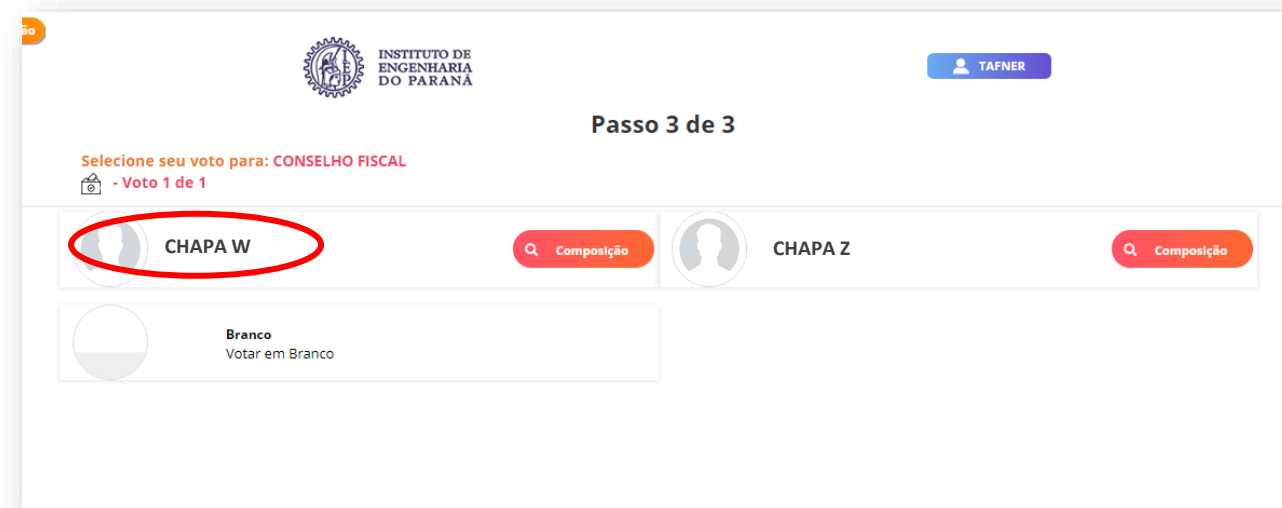 ão
INSTITUTO DE
ENGENHARIA
DO PARANÁ
TAFNER
Passo 3 de 3
Selecione seu voto para: CONSELHO FISCAL
- Voto 1 de 1
CHAPA W
Composição
CHAPA Z
Composição
Branco
Votar em Branco